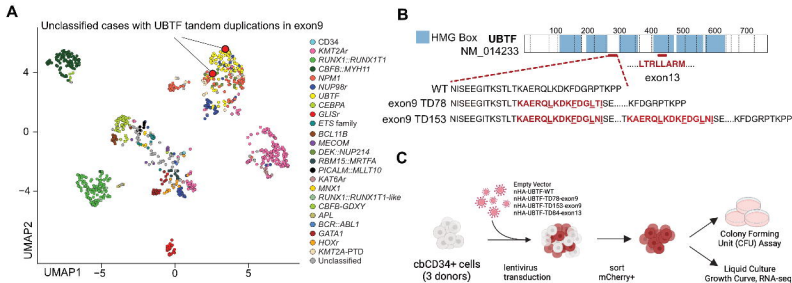 A
Unclassified cases with UBTF tandem duplications in exon9
4
0
−4
UMAP2
UMAP1
−5
0
5
CD34
KMT2Ar
RUNX1::RUNX1T1
CBFB::MYH11
NPM1
NUP98r
UBTF
CEBPA
GLISr
ETS family
BCL11B
MECOM
DEK::NUP214
RBM15::MRTFA
PICALM::MLLT10
KAT6Ar
MNX1
RUNX1::RUNX1T1-like
CBFB-GDXY
APL
BCR::ABL1
GATA1
HOXr
KMT2A-PTD
Unclassified
B
HMG Box
UBTF
NM_014233
100 200 300 400 500 600 700
.....LTRLLARM.....
exon13
WT NISEEGITKSTLTKAERQLKDKFDGRPTKPP
exon9 TD78 NISEEGITKSTLTKAERQLKDKFDGLTISE......KFDGRPTKPP
exon9 TD153 NISEEGITKSTLTKAERQLKDKFDGLNISE...TKAERQLKDKFDGLNISE....KFDGRPTKPP
C
Empty Vector
nHA-UBTF-WT
nHA-UBTF-TD78-exon9
nHA-UBTF-TD153-exon9
nHA-UBTF-TD84-exon13
cbCD34+ cells
(3 donors)
lentivirus
transduction
sort
mCherry+
Colony Forming
Unit (CFU) Assay
Liquid Culture
Growth Curve, RNA-seq